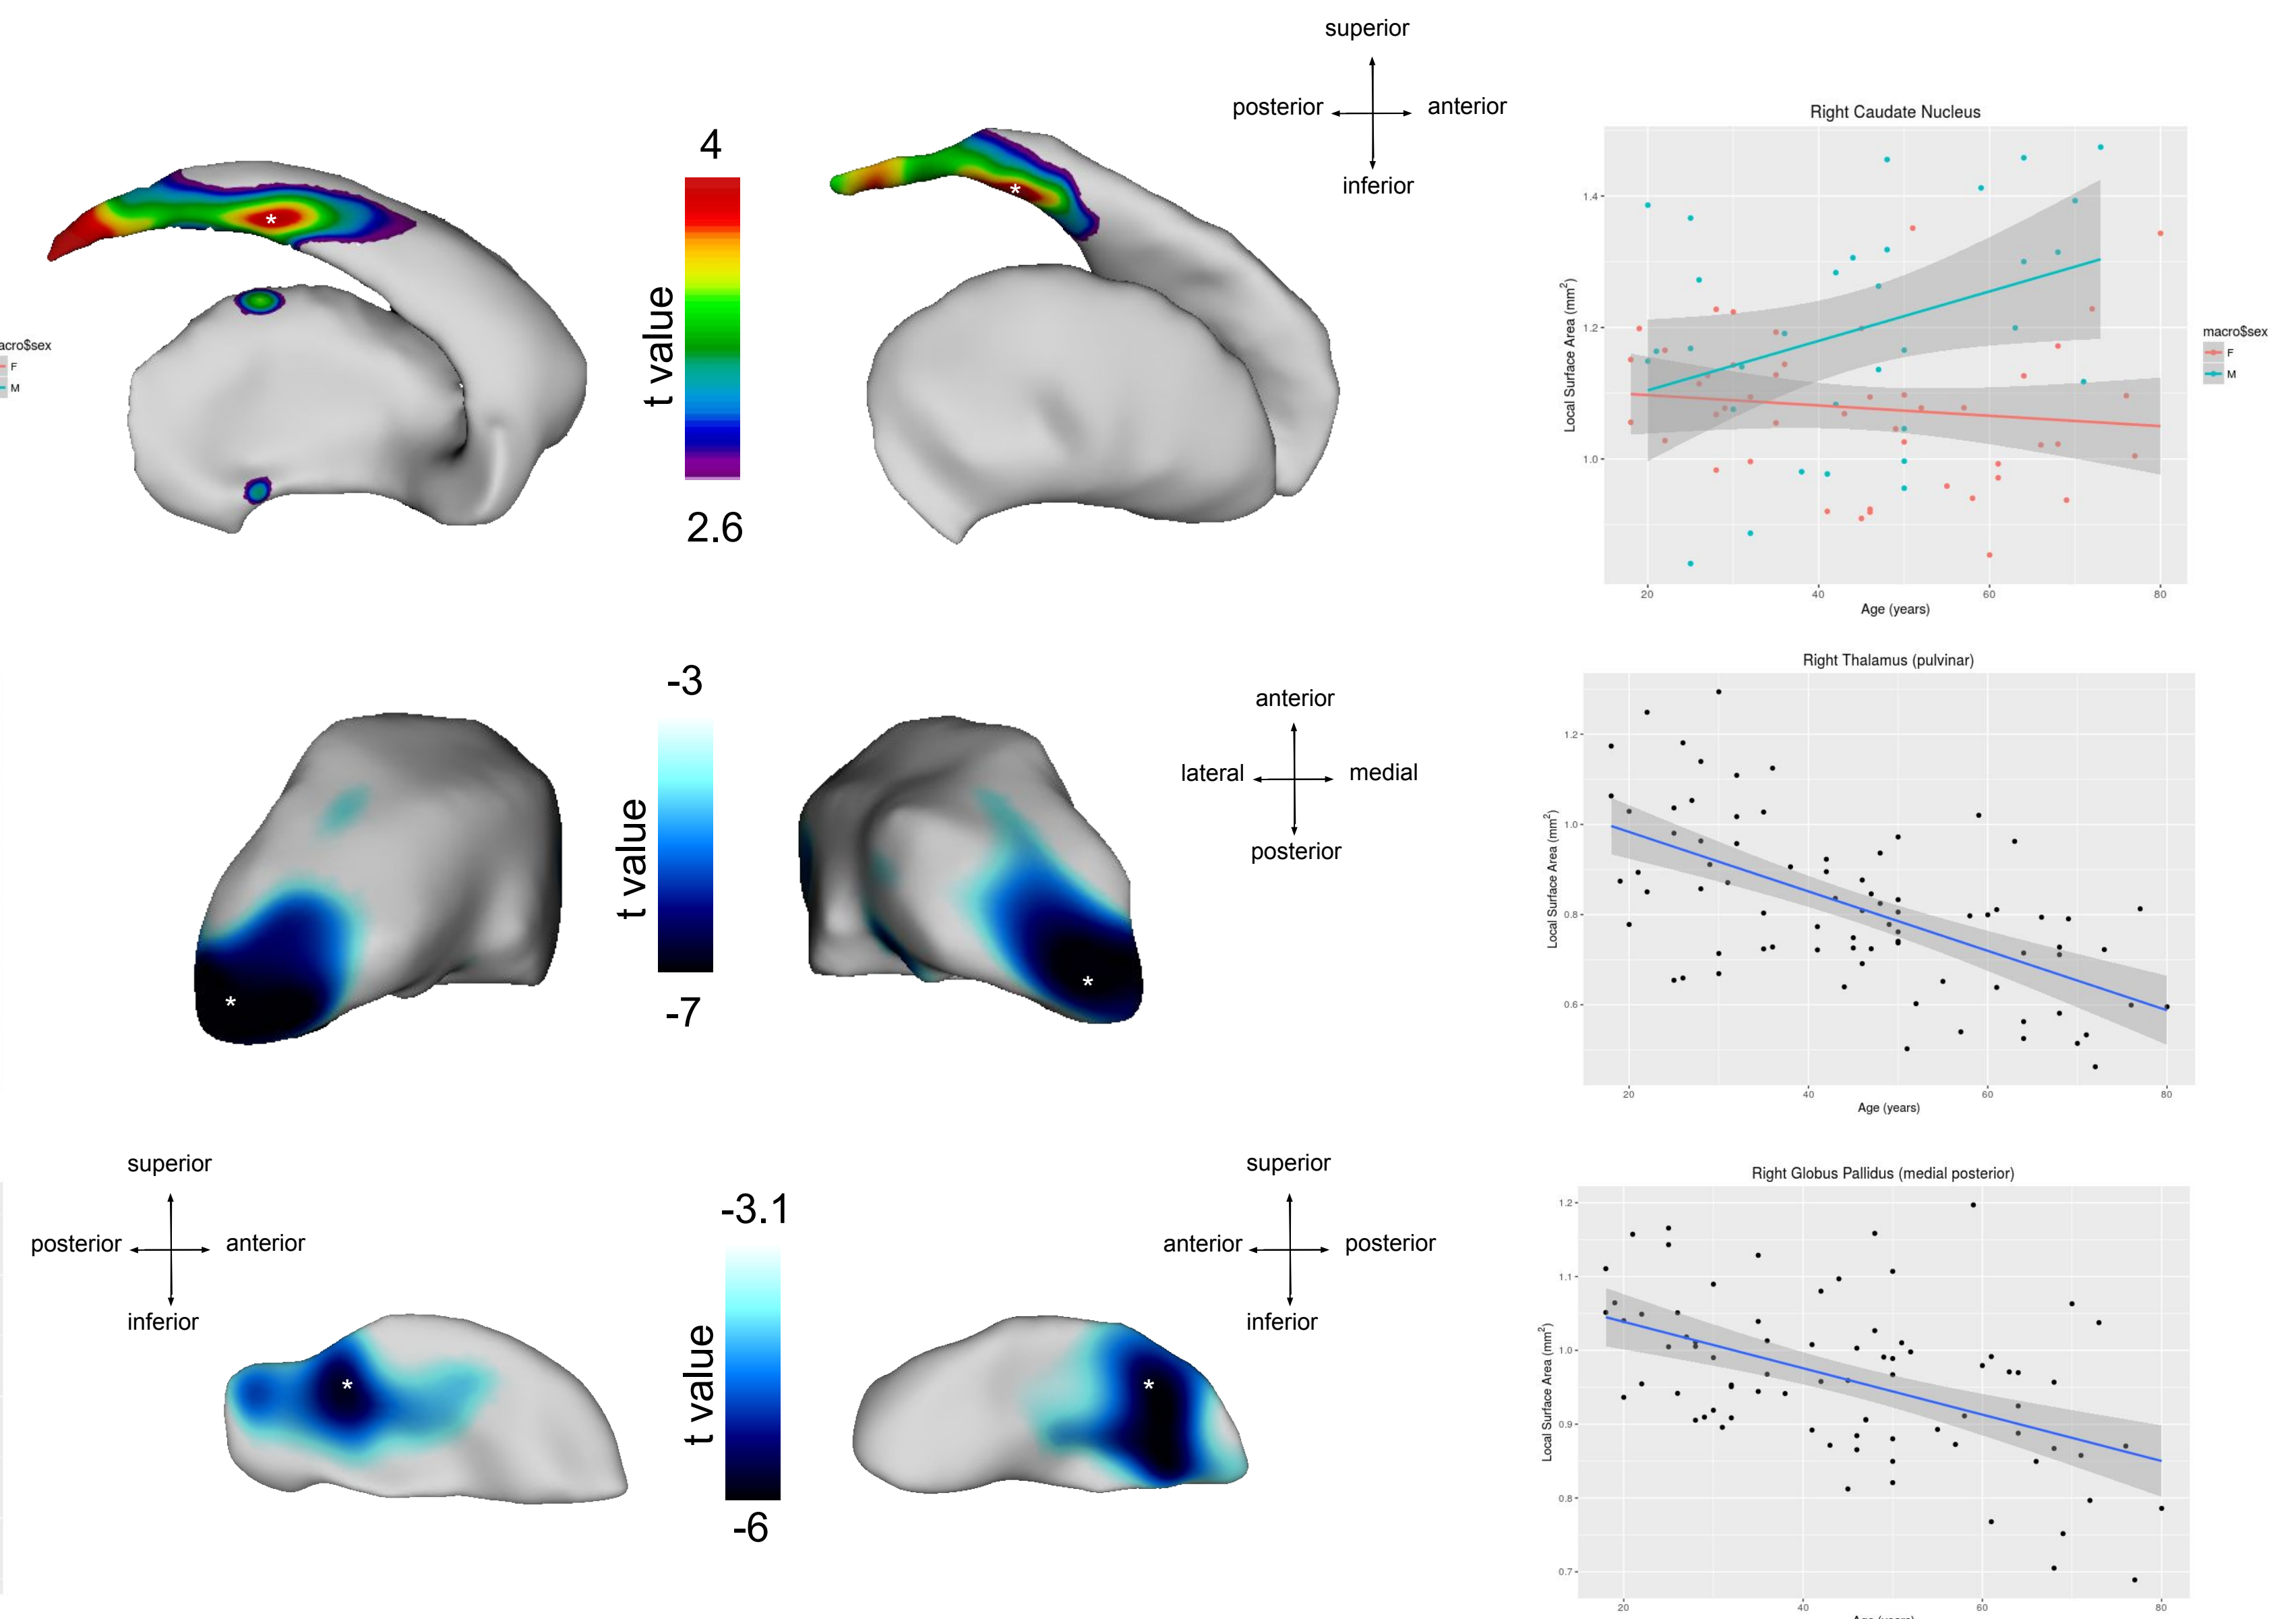 superior
posterior
anterior
inferior
4
t value
2.6
acro$sex
F
M
*
*
Right Caudate Nucleus
Local Surface Area (mm²)
1.4
1.2
1.0
20
40
60
80
Age (years)
macro$sex
F
M
-3
t value
-7
*
*
anterior
lateral
medial
posterior
Right Thalamus (pulvinar)
Local Surface Area (mm²)
1.2
1.0
0.8
0.6
20
40
60
80
Age (years)
superior
posterior
anterior
inferior
-3.1
t value
-6
*
*
superior
anterior
posterior
inferior
Right Globus Pallidus (medial posterior)
Local Surface Area (mm²)
1.2
1.1
1.0
0.9
0.8
0.7
20
40
60
80
Age (years)